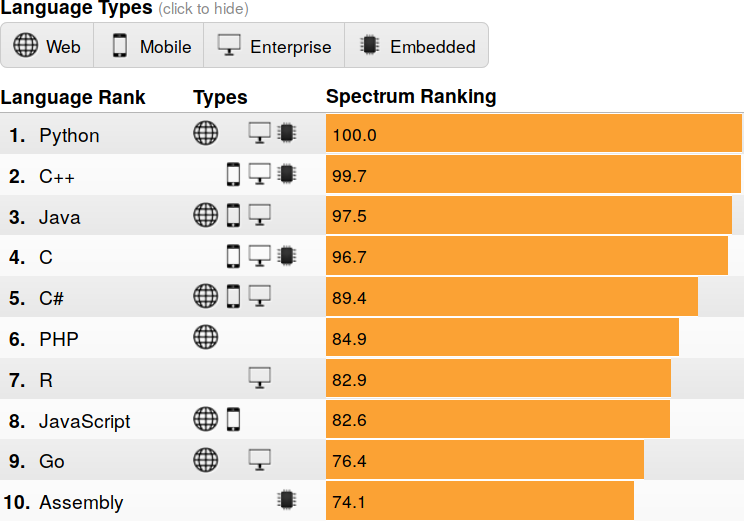 Language Types (click to hide)
Web Mobile Enterprise Embedded
Language Rank Types Spectrum Ranking
1. Python 100.0
2. C++ 99.7
3. Java 97.5
4. C 96.7
5. C# 89.4
6. PHP 84.9
7. R 82.9
8. JavaScript 82.6
9. Go 76.4
10. Assembly 74.1